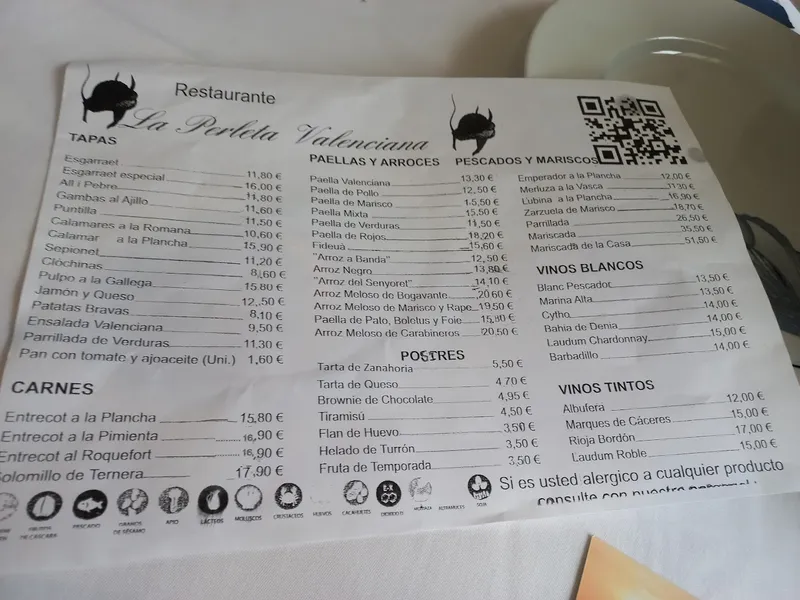 Restaurante
La Perleta Valenciana
TAPAS
Esgarraet 11,80 €
Esgarraet especial 16,00 €
All i Pebre 11,80 €
Gambas al Ajillo 11,60 €
Puntilla 11,50 €
Calamares a la Romana 10,60 €
Calamar a la Plancha 15,90 €
Sepionet 11,20 €
Clóchinas 8,60 €
Pulpo a la Gallega 15,80 €
Jamón y Queso 12,50 €
Patatas Bravas 8,10 €
Ensalada Valenciana 9,50 €
Parrillada de Verduras 11,30 €
Pan con tomate y ajoaceite (Uni.) 1,60 €
CARNES
Entrecot a la Plancha 15,80 €
Entrecot a la Pimienta 16,90 €
Entrecot al Roquefort 16,90 €
Solomillo de Ternera 17,90 €
PAELLAS Y ARROCES
Paella Valenciana 13,30 €
Paella de Pollo 12,50 €
Paella de Marisco 15,50 €
Paella Mixta 15,50 €
Paella de Verduras 11,50 €
Paella de Rojos 18,20 €
Fideuà 15,60 €
"Arroz a Banda" 12,50 €
Arroz Negro 13,80 €
"Arroz del Senyoret" 14,10 €
Arroz Meloso de Bogavante 20,60 €
Arroz Meloso de Marisco y Rape 19,50 €
Paella de Pato, Boletus y Foie 15,80 €
Arroz Meloso de Carabineros 20,50 €
POSTRES
Tarta de Zanahoria 5,50 €
Tarta de Queso 4,70 €
Brownie de Chocolate 4,95 €
Tiramisú 4,50 €
Flan de Huevo 3,50 €
Helado de Turrón 3,50 €
Fruta de Temporada 3,50 €
PESCADOS Y MARISCOS
Emperador a la Plancha 12,00 €
Merluza a la Vasca 11,30 €
Lubina a la Plancha 16,90 €
Zarzuela de Marisco 18,70 €
Parrillada 26,50 €
Mariscada 35,50 €
Mariscada de la Casa 51,50 €
VINOS BLANCOS
Blanc Pescador 13,50 €
Marina Alta 13,50 €
Cytho 14,00 €
Bahia de Denia 14,00 €
Laudum Chardonnay 15,00 €
Barbadillo 14,00 €
VINOS TINTOS
Albufera 12,00 €
Marques de Cáceres 15,00 €
Rioja Bordón 17,00 €
Laudum Roble 15,00 €
Si es usted alergico a cualquier producto
consulte con nuestro
DE CASCARA
PESCADO
GRANOS
DE SÉSAMO
APIO
LÁCTEOS
MOLUSCOS
CRUSTÁCEOS
HUEVOS
CACAHUETES
MOSTAZA
ALTRAMUCES
SOJA